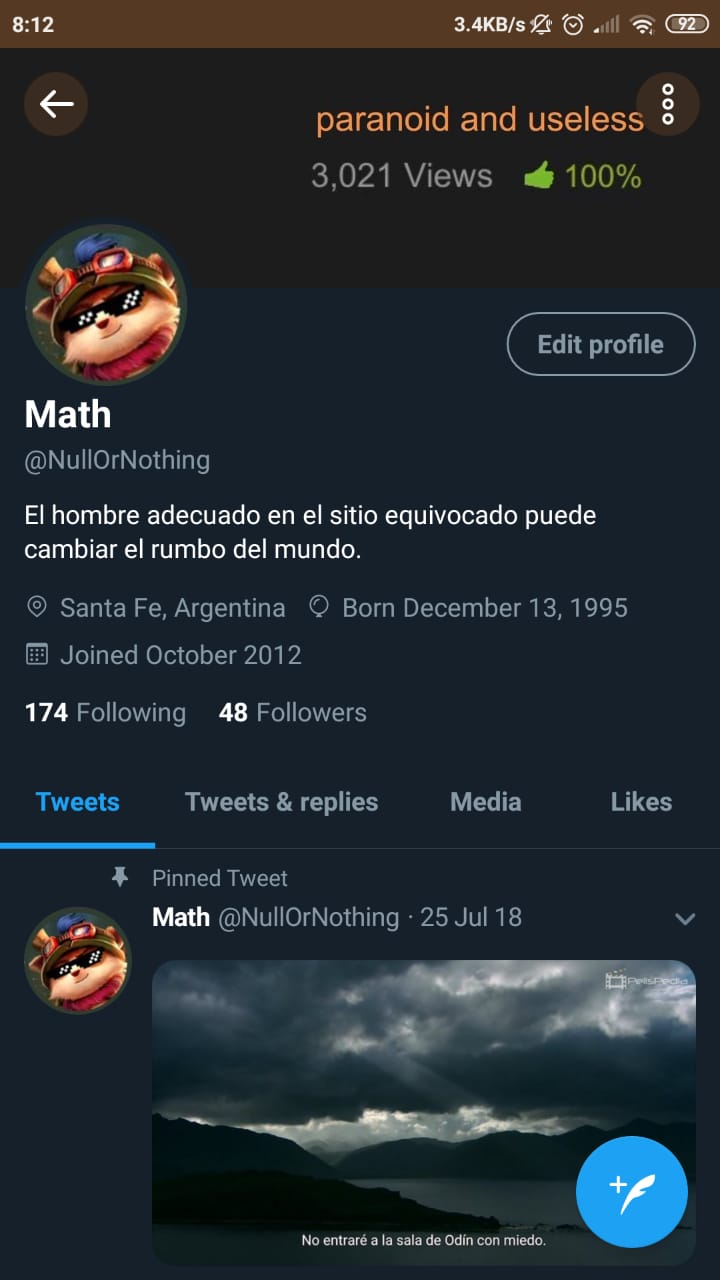 8:12
3.4KB/s
92
paranoid and useless
3,021 Views 100%
Edit profile
Math
@NullOrNothing
El hombre adecuado en el sitio equivocado puede
cambiar el rumbo del mundo.
Santa Fe, Argentina Born December 13, 1995
Joined October 2012
174 Following 48 Followers
Tweets Tweets & replies Media Likes
Pinned Tweet
Math @NullOrNothing · 25 Jul 18
PelisPedia
No entraré a la sala de Odín con miedo.